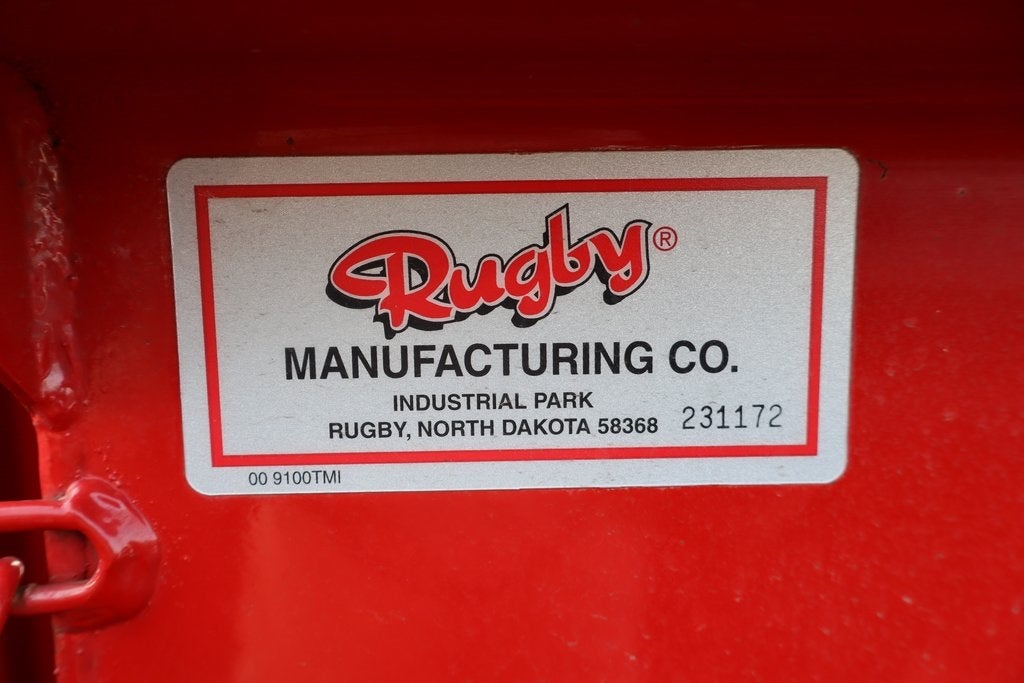 Rugby®
MANUFACTURING CO.
INDUSTRIAL PARK
RUGBY, NORTH DAKOTA 58368 231172
00 9100TMI